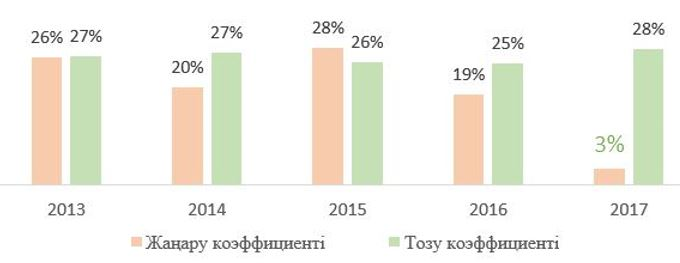 26% 27% 20% 27% 28% 26% 19% 25% 3% 28%
2013 2014 2015 2016 2017
Жаңару коэффициенті Тозу коэффициенті